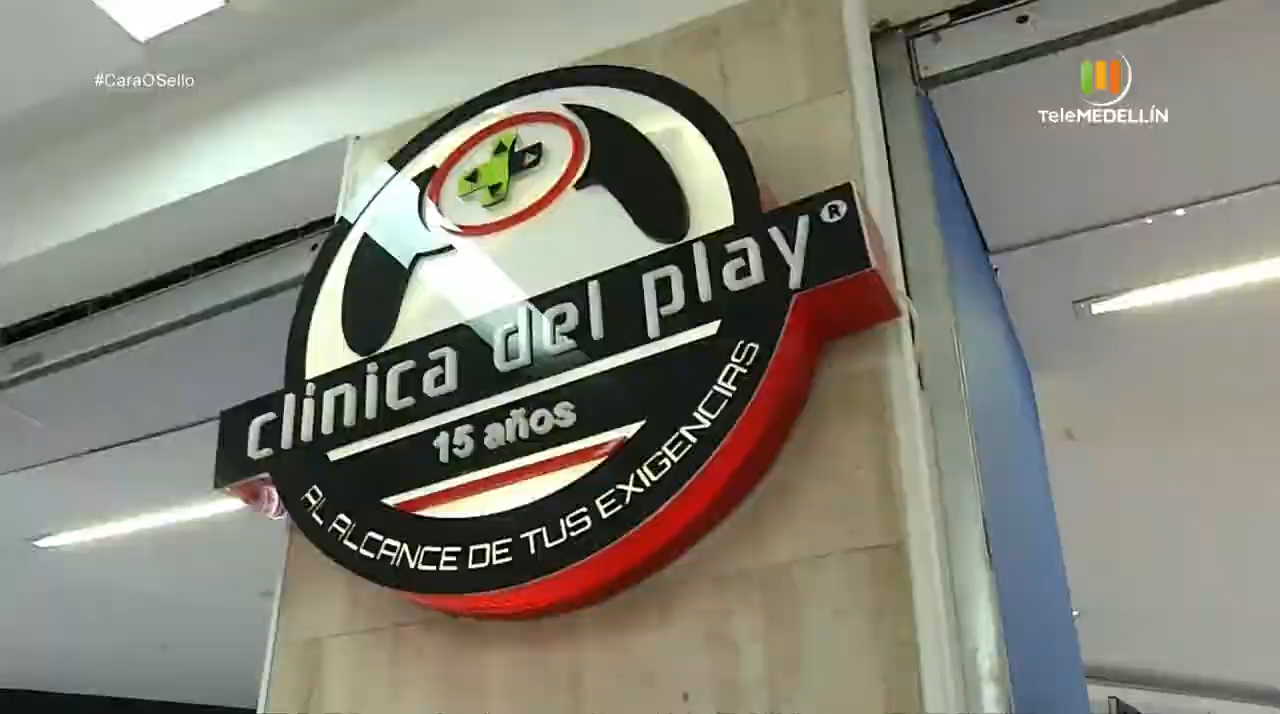 #CaraOSello
TeleMEDELLÍN
clinica del play®
15 años
AL ALCANCE DE TUS EXIGENCIAS